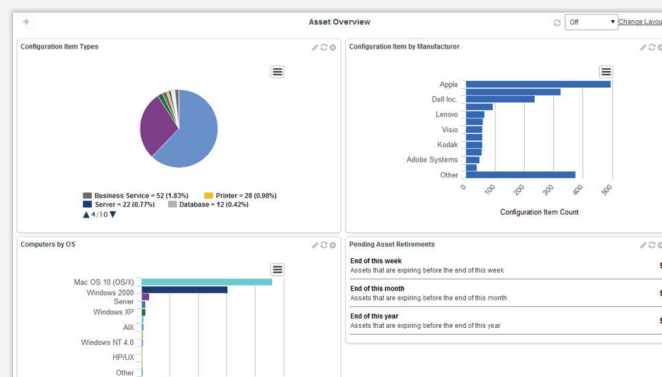 Asset Overview
Off
Change Layou
Configuration Item Types
Business Service = 52 (1.83%)
Printer = 28 (0.98%)
Server = 22 (0.77%)
Database = 12 (0.42%)
4/10
Configuration Item by Manufacturer
Apple
Dell Inc.
Lenovo
Visio
Kodak
Adobe Systems
Other
0
100
200
300
400
500
Configuration Item Count
Computers by OS
Mac OS 10 (OS/X)
Windows 2000
Server
Windows XP
AIX
Windows NT 4.0
HP/UX
Other
Pending Asset Retirements
End of this week
Assets that are expiring before the end of this week
End of this month
Assets that are expiring before the end of this month
End of this year
Assets that are expiring before the end of this year